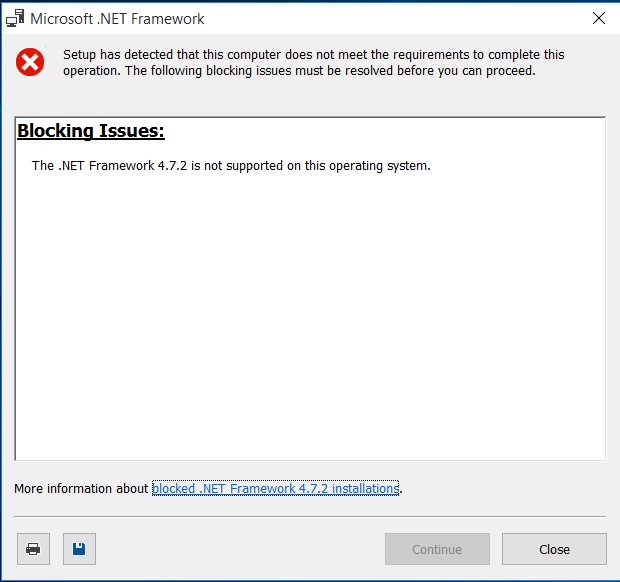 Microsoft .NET Framework
Setup has detected that this computer does not meet the requirements to complete this
operation. The following blocking issues must be resolved before you can proceed.
Blocking Issues:
The .NET Framework 4.7.2 is not supported on this operating system.
More information about blocked .NET Framework 4.7.2 installations.
Continue
Close